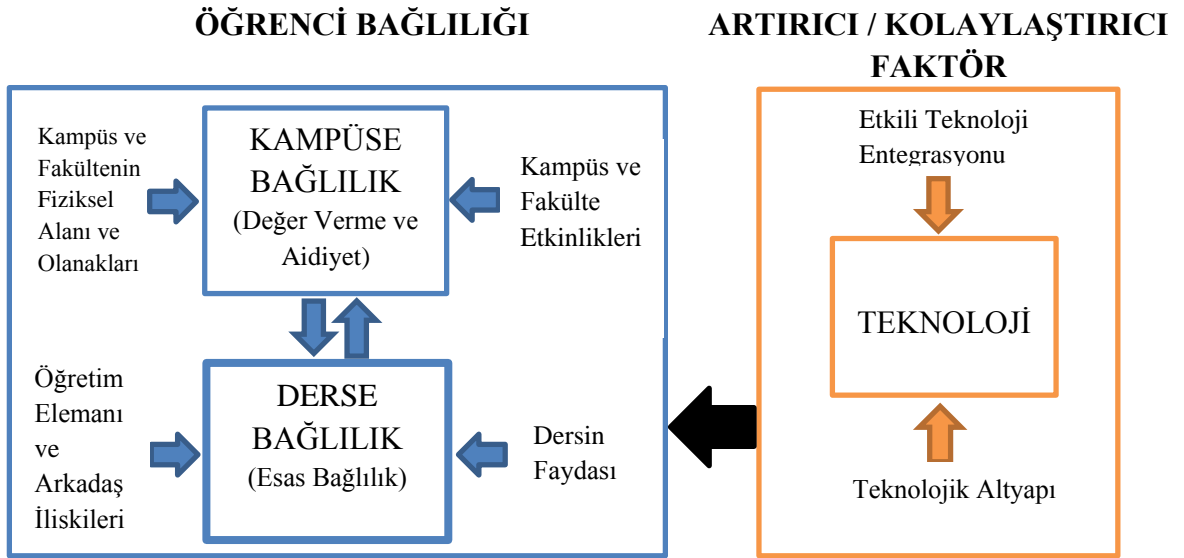 ÖĞRENCİ BAĞLILIĞI
ARTIRICI / KOLAYLAŞTIRICI
FAKTÖR
Kampüs ve
Fakültenin
Fiziksel
Alanı ve
Olanakları
KAMPÜSE
BAĞLILIK
(Değer Verme ve
Aidiyet)
Kampüs ve
Fakülte
Etkinlikleri
Öğretim
Elemanı
ve
Arkadaş
İliskileri
DERSE
BAĞLILIK
(Esas Bağlılık)
Dersin
Faydası
Etkili Teknoloji
Entegrasyonu
TEKNOLOJİ
Teknolojik Altyapı